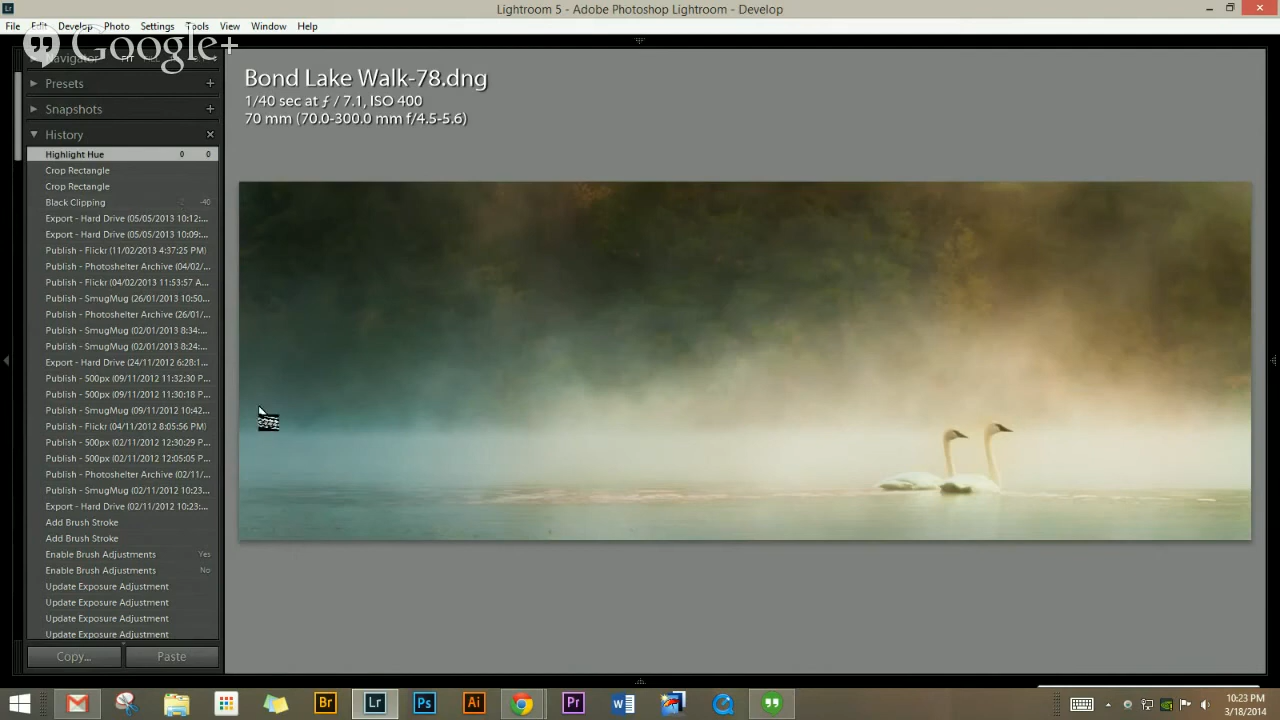 Lightroom 5 - Adobe Photoshop Lightroom - Develop
File Edit Develop Photo Settings Tools View Window Help
Google+
Navigator
Presets
Snapshots
History
Highlight Hue 0 0
Crop Rectangle
Crop Rectangle
Black Clipping -40
Export - Hard Drive (05/05/2013 10:12:...
Export - Hard Drive (05/05/2013 10:09:...
Publish - Flickr (11/02/2013 4:37:25 PM)
Publish - Photoshelter Archive (04/02/...
Publish - Flickr (04/02/2013 11:53:57 A...
Publish - SmugMug (26/01/2013 10:50...
Publish - Photoshelter Archive (26/01/...
Publish - SmugMug (02/01/2013 8:34:...
Publish - SmugMug (02/01/2013 8:24:...
Export - Hard Drive (24/11/2012 6:28:1...
Publish - 500px (09/11/2012 11:32:30 P...
Publish - 500px (09/11/2012 11:30:18 P...
Publish - SmugMug (09/11/2012 10:42...
Publish - Flickr (04/11/2012 8:05:56 PM)
Publish - 500px (02/11/2012 12:30:29 P...
Publish - 500px (02/11/2012 12:05:05 P...
Publish - Photoshelter Archive (02/11/...
Publish - SmugMug (02/11/2012 10:23...
Export - Hard Drive (02/11/2012 10:23:...
Add Brush Stroke
Add Brush Stroke
Enable Brush Adjustments Yes
Enable Brush Adjustments No
Update Exposure Adjustment
Update Exposure Adjustment
Update Exposure Adjustment
Update Exposure Adjustment
Copy... Paste
Bond Lake Walk-78.dng
1/40 sec at ƒ / 7.1, ISO 400
70 mm (70.0-300.0 mm f/4.5-5.6)
Br Lr Ps Ai Pr
10:23 PM
3/18/2014